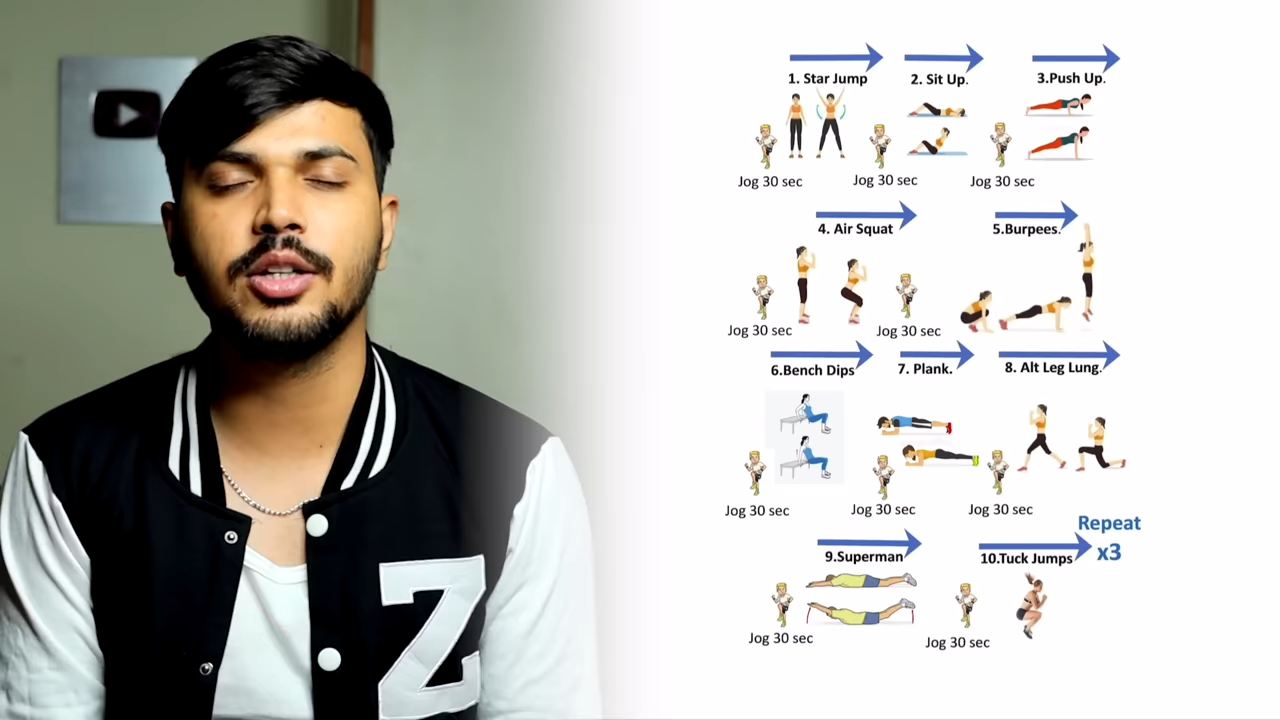 1. Star Jump
2. Sit Up.
3.Push Up.
Jog 30 sec
Jog 30 sec
Jog 30 sec
4. Air Squat
5.Burpees.
Jog 30 sec
Jog 30 sec
6.Bench Dips
7. Plank.
8. Alt Leg Lung.
Jog 30 sec
Jog 30 sec
Jog 30 sec
Repeat
x3
9.Superman
10.Tuck Jumps
Jog 30 sec
Jog 30 sec
Z